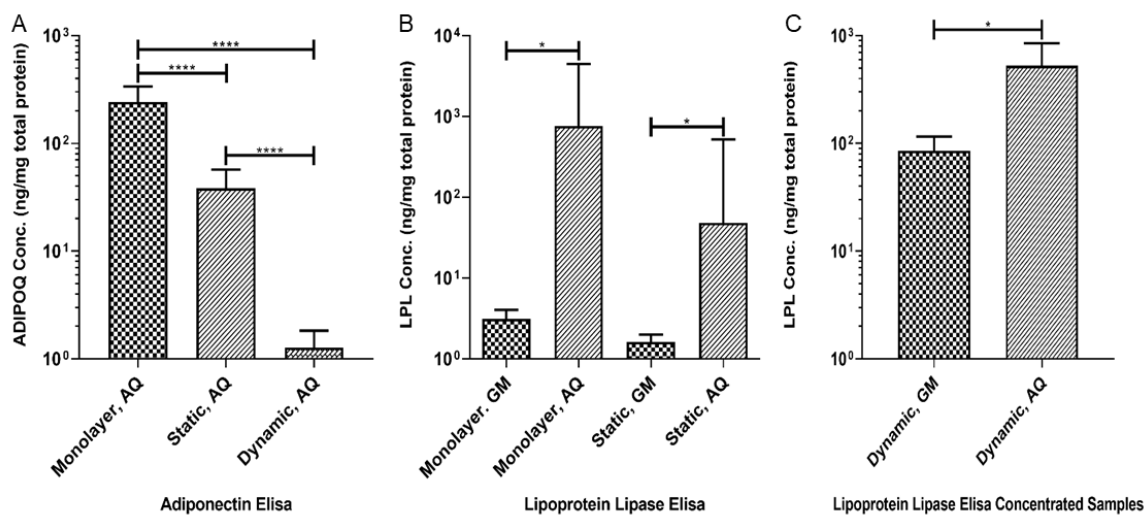 A
ADIPOQ Conc. (ng/mg total protein)
10³
10²
10¹
10⁰
****
****
****
Monolayer, AQ
Static, AQ
Dynamic, AQ
Adiponectin Elisa
B
LPL Conc. (ng/mg total protein)
10⁴
10³
10²
10¹
10⁰
*
*
Monolayer. GM
Monolayer, AQ
Static, GM
Static, AQ
Lipoprotein Lipase Elisa
C
LPL Conc. (ng/mg total protein)
10³
10²
10¹
10⁰
*
Dynamic, GM
Dynamic, AQ
Lipoprotein Lipase Elisa Concentrated Samples